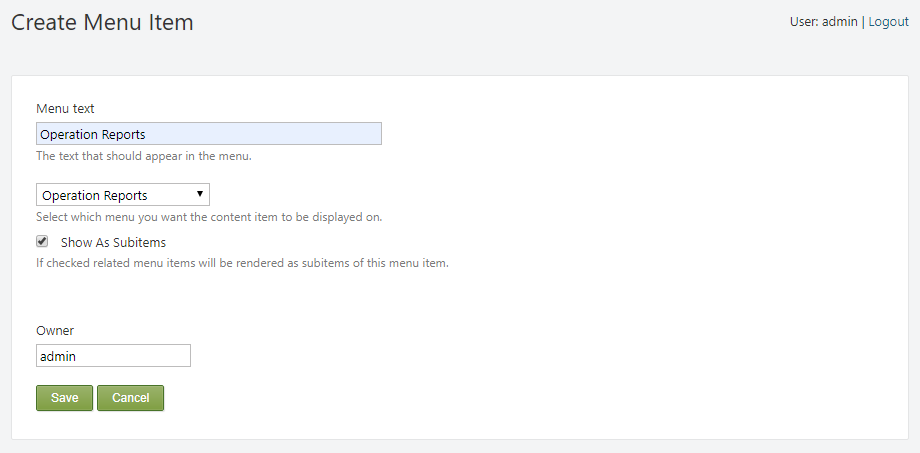 Create Menu Item
User: admin | Logout
Menu text
Operation Reports
The text that should appear in the menu.
Operation Reports
Select which menu you want the content item to be displayed on.
Show As Subitems
If checked related menu items will be rendered as subitems of this menu item.
Owner
admin
Save Cancel